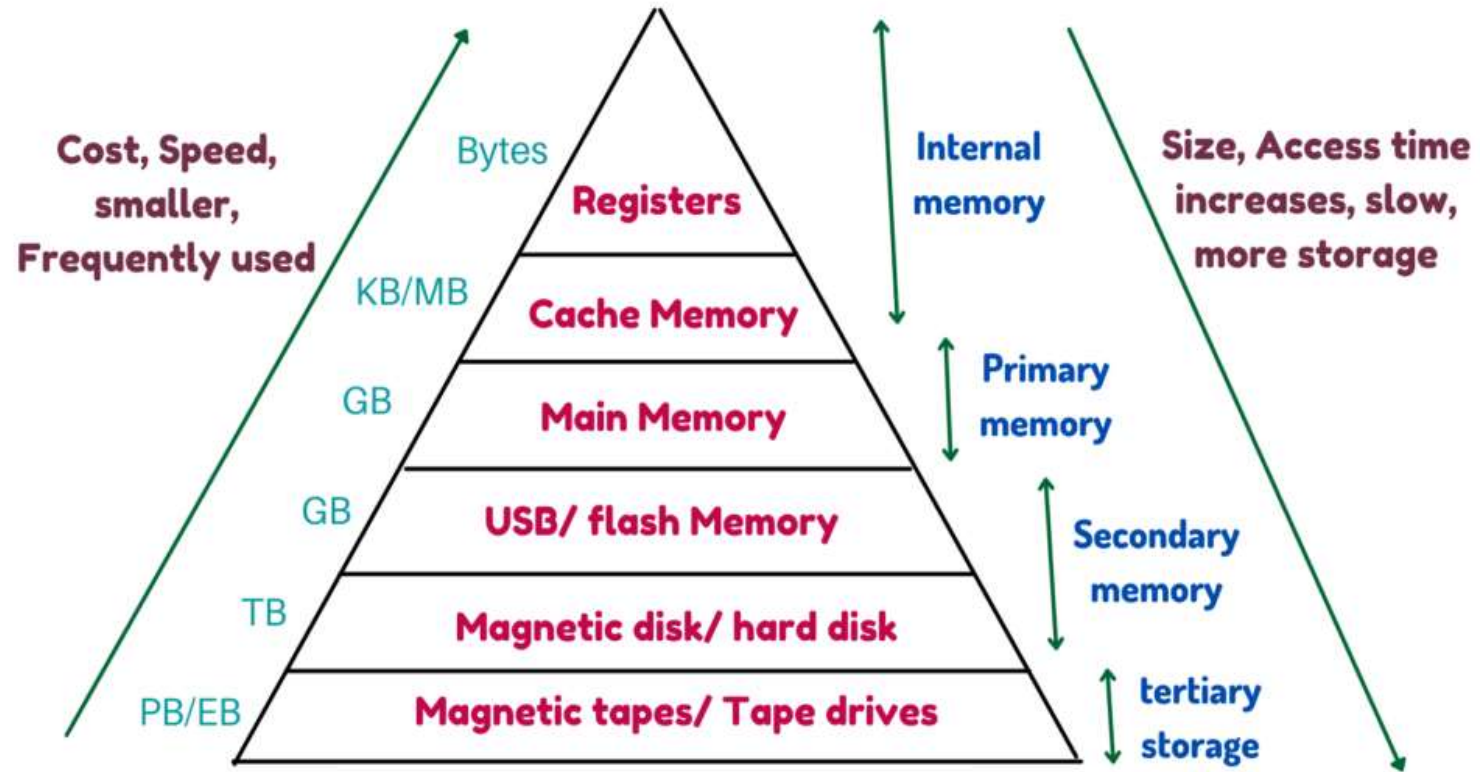 Cost, Speed,
smaller,
Frequently used
Bytes
KB/MB
GB
GB
TB
PB/EB
Registers
Cache Memory
Main Memory
USB/ flash Memory
Magnetic disk/ hard disk
Magnetic tapes/ Tape drives
Internal
memory
Primary
memory
Secondary
memory
tertiary
storage
Size, Access time
increases, slow,
more storage